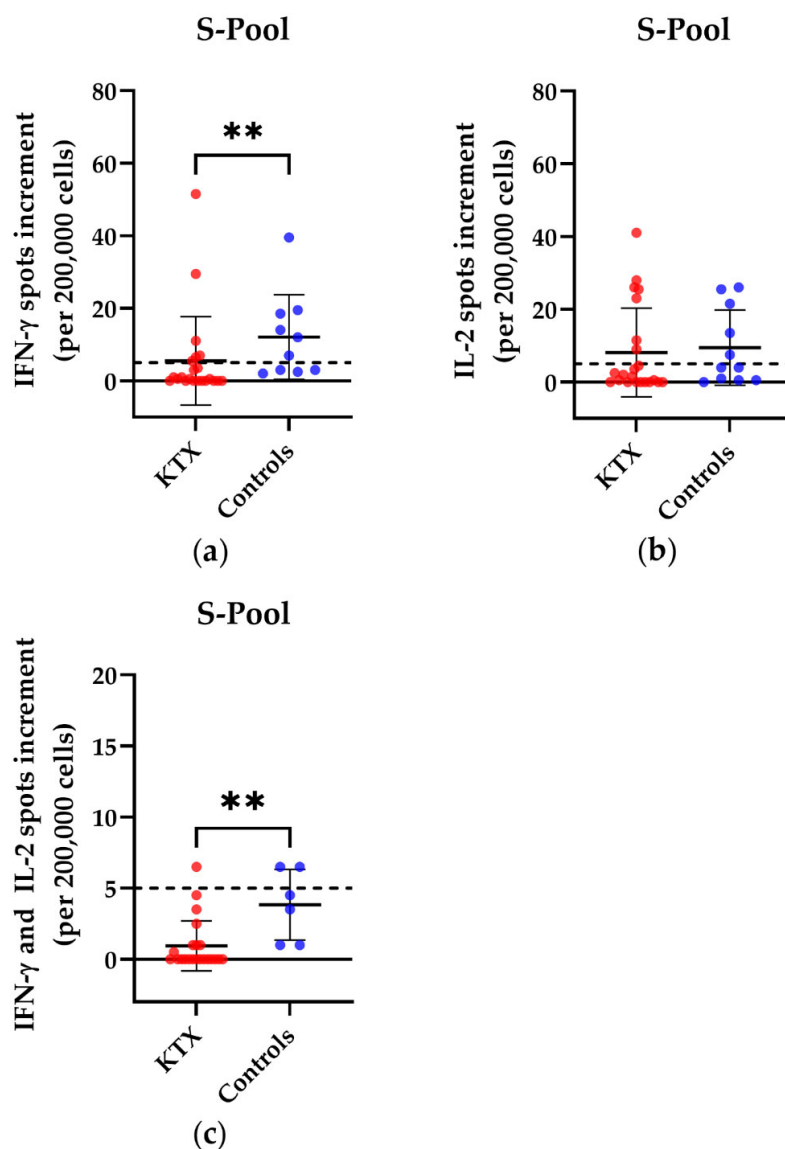 S-Pool
IFN-γ spots increment
(per 200,000 cells)
80
60
40
20
0
**
KTX
Controls
(a)
S-Pool
IL-2 spots increment
(per 200,000 cells)
80
60
40
20
0
KTX
Controls
(b)
S-Pool
IFN-γ and IL-2 spots increment
(per 200,000 cells)
20
15
10
5
0
**
KTX
Controls
(c)